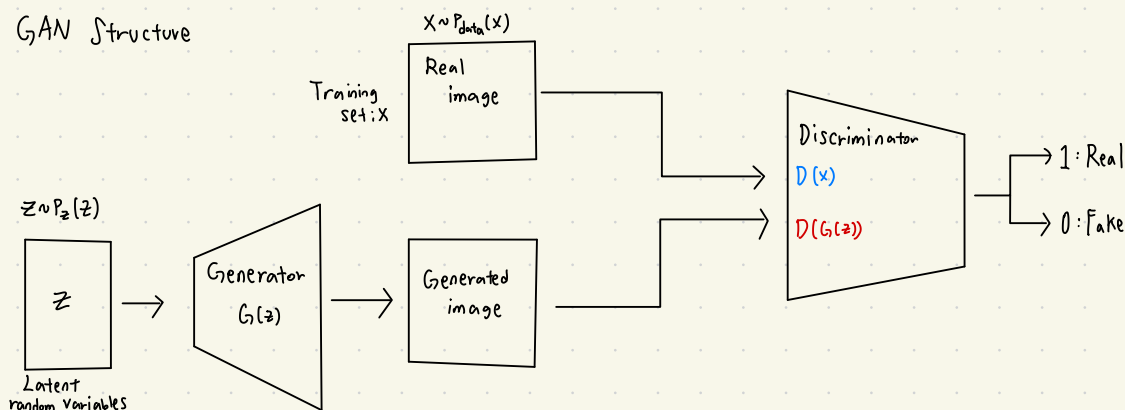 GAN Structure
X~Pdata(x)
Real
image
Training
set:X
Z~Pz(Z)
Z
Latent
random variables
Generator
G(z)
Generated
image
Discriminator
D(x)
D(G(z))
1:Real
0:Fake